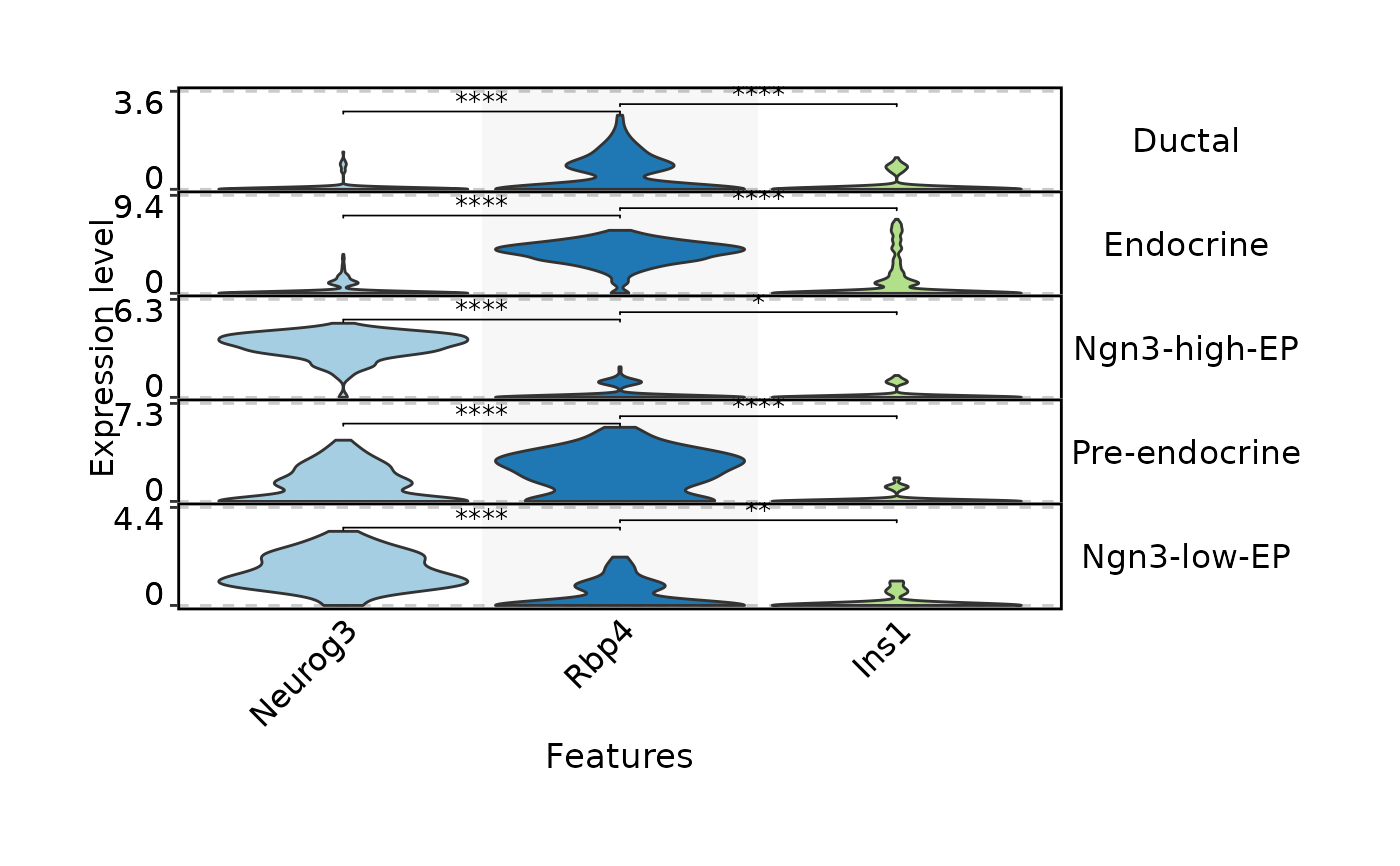 Expression level
3.6
**** ****
0
Ductal
9.4
**** ****
0
Endocrine
6.3
**** *
0
Ngn3-high-EP
7.3
**** ****
0
Pre-endocrine
4.4
**** **
0
Ngn3-low-EP
Neurog3 Rbp4 Ins1
Features